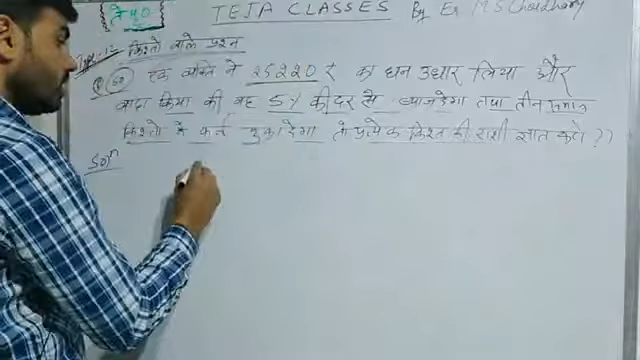 TEJA CLASSES By Er M S Choudhary
किश्तो वाले प्रश्न
एक व्यक्ति ने 25220 ₹ का धन उधार लिया और
वादा किया की वह 5% की दर से ब्याज देगा तथा तीन समान
किश्तो मे कर्ज चुका देगा तो प्रत्येक किश्त की राशी ज्ञात करो ??
Solⁿ